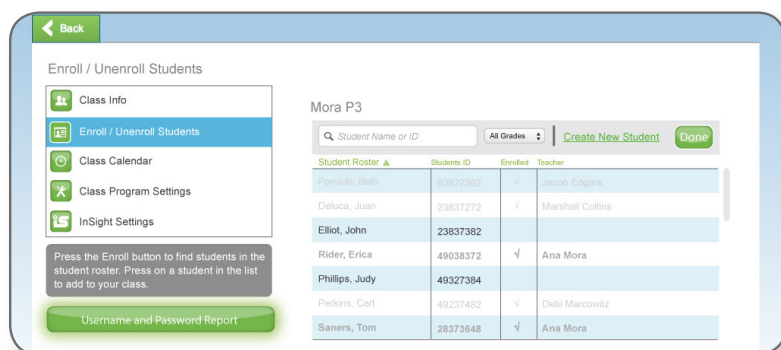 Back
Enroll / Unenroll Students
Class Info
Enroll / Unenroll Students
Class Calendar
Class Program Settings
iS InSight Settings
Press the Enroll button to find students in the
student roster. Press on a student in the list
to add to your class.
Username and Password Report
Mora P3
Student Name or ID All Grades Create New Student Done
Student Roster ▲ Students ID Enrolled Teacher
Fornicki, Beth 93827362 √ Jacob Edgars
Deluca, Juan 23837272 √ Marshall Collins
Elliot, John 23837382
Rider, Erica 49038372 √ Ana Mora
Phillips, Judy 49327384
Perkins, Carl 49237482 √ Debi Marcowitz
Saners, Tom 28373648 √ Ana Mora